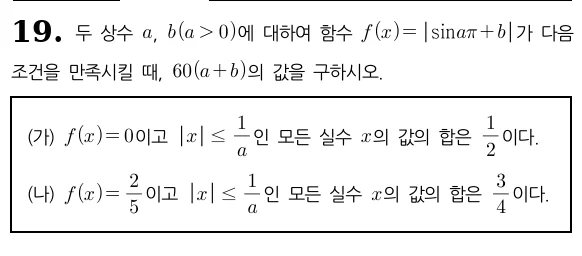 19. 두 상수 a, b(a>0)에 대하여 함수 f(x)=|sinaπ+b|가 다음
조건을 만족시킬 때, 60(a+b)의 값을 구하시오.
(가) f(x)=0이고 |x| ≤ 1/a인 모든 실수 x의 값의 합은 1/2이다.
(나) f(x)=2/5이고 |x| ≤ 1/a인 모든 실수 x의 값의 합은 3/4이다.